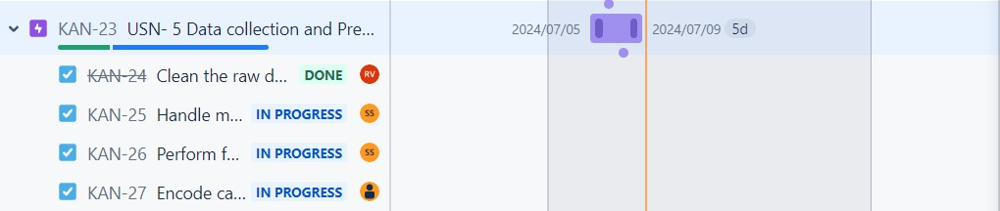 KAN-23 USN- 5 Data collection and Pre... 2024/07/05 2024/07/09 5d
KAN-24 Clean the raw d... DONE RV
KAN-25 Handle m... IN PROGRESS SS
KAN-26 Perform f... IN PROGRESS SS
KAN-27 Encode ca... IN PROGRESS